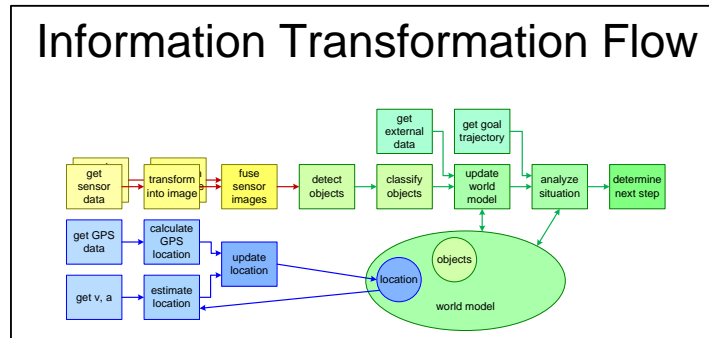 Information Transformation Flow
get
external
data
get goal
trajectory
get
sensor
data
transform
into image
fuse
sensor
images
detect
objects
classify
objects
update
world
model
analyze
situation
determine
next step
get GPS
data
calculate
GPS
location
update
location
get v, a
estimate
location
objects
location
world model